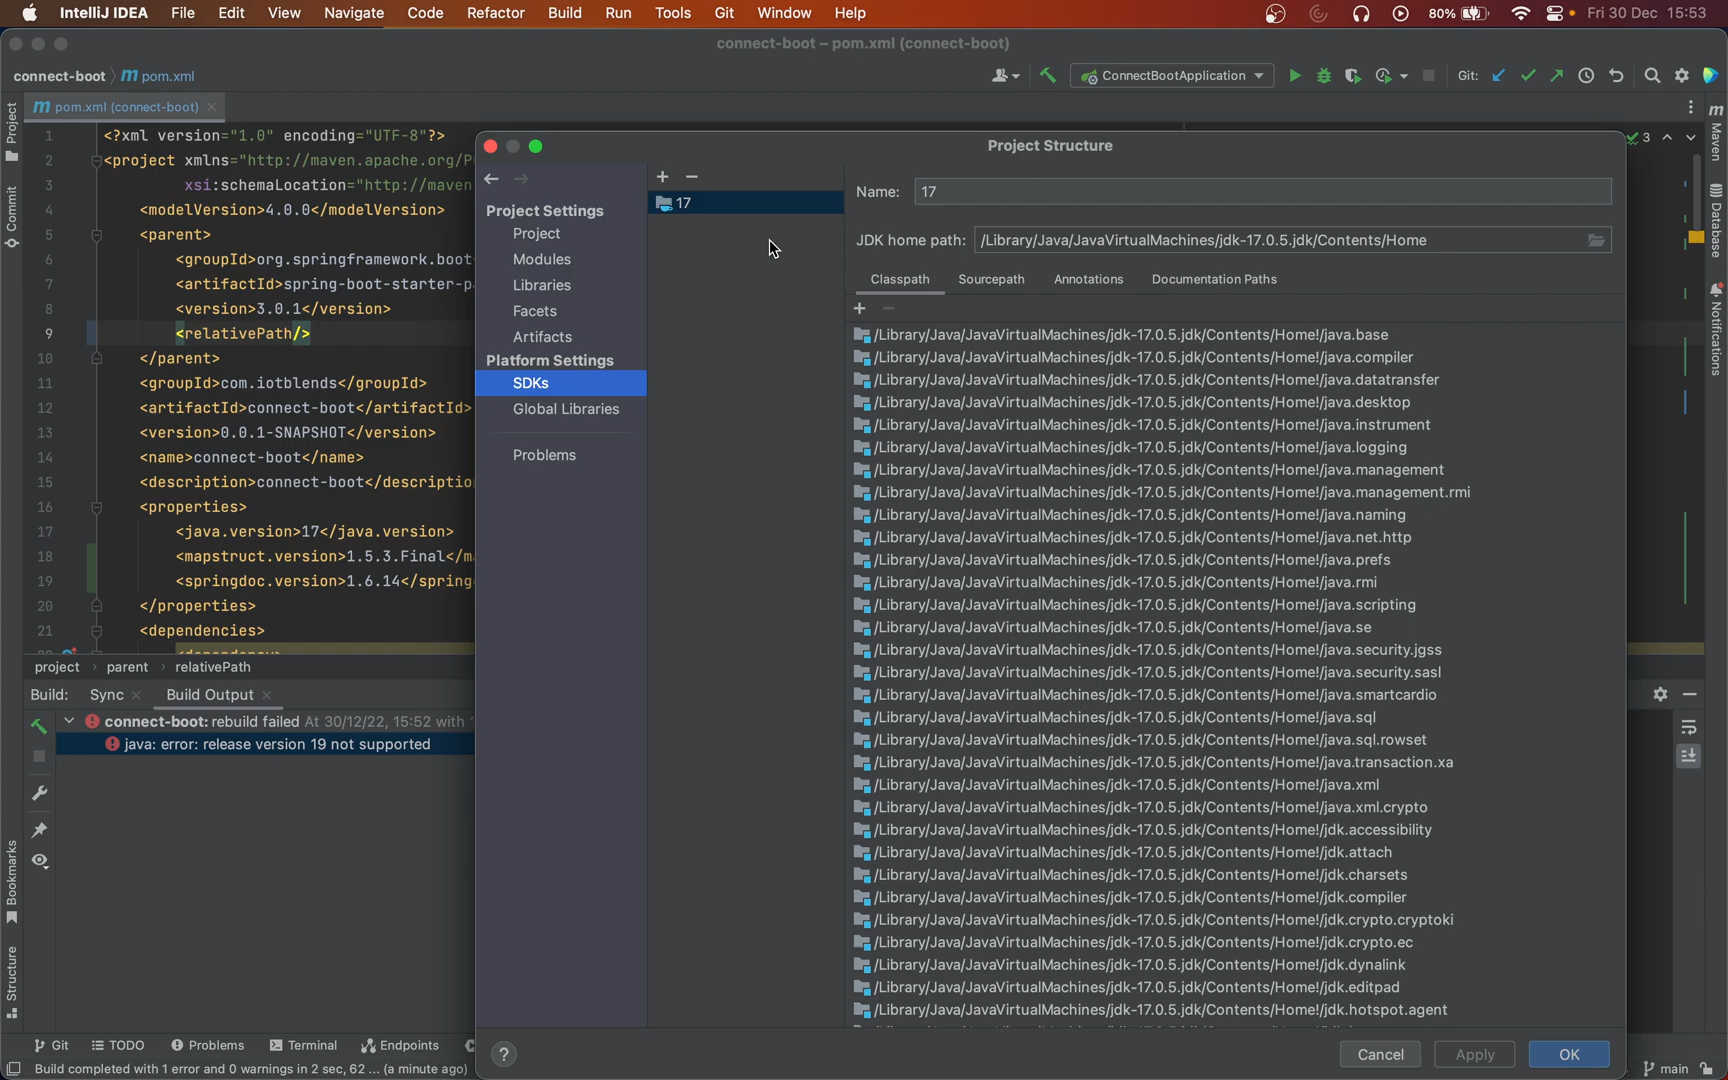 IntelliJ IDEA File Edit View Navigate Code Refactor Build Run Tools Git Window Help 80% Fri 30 Dec 15:53
connect-boot – pom.xml (connect-boot)
connect-boot m pom.xml ConnectBootApplication Git:
Project m pom.xml (connect-boot) Maven
1 <?xml version="1.0" encoding="UTF-8"?> 3
2 <project xmlns="http://maven.apache.org/
3 xsi:schemaLocation="http://maven
4 <modelVersion>4.0.0</modelVersion>
5 <parent>
6 <groupId>org.springframework.boot
7 <artifactId>spring-boot-starter-
8 <version>3.0.1</version>
9 <relativePath/>
10 </parent>
11 <groupId>com.iotblends</groupId>
12 <artifactId>connect-boot</artifactId>
13 <version>0.0.1-SNAPSHOT</version>
14 <name>connect-boot</name>
15 <description>connect-boot</description
16 <properties>
17 <java.version>17</java.version>
18 <mapstruct.version>1.5.3.Final</
19 <springdoc.version>1.6.14</spring
20 </properties>
21 <dependencies>
project parent relativePath
Build: Sync Build Output
connect-boot: rebuild failed At 30/12/22, 15:52 with
java: error: release version 19 not supported
Commit
Bookmarks
Structure
Database
Notifications
Project Structure
Project Settings
Project
Modules
Libraries
Facets
Artifacts
Platform Settings
SDKs
Global Libraries
Problems
17
Name: 17
JDK home path: /Library/Java/JavaVirtualMachines/jdk-17.0.5.jdk/Contents/Home
Classpath Sourcepath Annotations Documentation Paths
/Library/Java/JavaVirtualMachines/jdk-17.0.5.jdk/Contents/Home!/java.base
/Library/Java/JavaVirtualMachines/jdk-17.0.5.jdk/Contents/Home!/java.compiler
/Library/Java/JavaVirtualMachines/jdk-17.0.5.jdk/Contents/Home!/java.datatransfer
/Library/Java/JavaVirtualMachines/jdk-17.0.5.jdk/Contents/Home!/java.desktop
/Library/Java/JavaVirtualMachines/jdk-17.0.5.jdk/Contents/Home!/java.instrument
/Library/Java/JavaVirtualMachines/jdk-17.0.5.jdk/Contents/Home!/java.logging
/Library/Java/JavaVirtualMachines/jdk-17.0.5.jdk/Contents/Home!/java.management
/Library/Java/JavaVirtualMachines/jdk-17.0.5.jdk/Contents/Home!/java.management.rmi
/Library/Java/JavaVirtualMachines/jdk-17.0.5.jdk/Contents/Home!/java.naming
/Library/Java/JavaVirtualMachines/jdk-17.0.5.jdk/Contents/Home!/java.net.http
/Library/Java/JavaVirtualMachines/jdk-17.0.5.jdk/Contents/Home!/java.prefs
/Library/Java/JavaVirtualMachines/jdk-17.0.5.jdk/Contents/Home!/java.rmi
/Library/Java/JavaVirtualMachines/jdk-17.0.5.jdk/Contents/Home!/java.scripting
/Library/Java/JavaVirtualMachines/jdk-17.0.5.jdk/Contents/Home!/java.se
/Library/Java/JavaVirtualMachines/jdk-17.0.5.jdk/Contents/Home!/java.security.jgss
/Library/Java/JavaVirtualMachines/jdk-17.0.5.jdk/Contents/Home!/java.security.sasl
/Library/Java/JavaVirtualMachines/jdk-17.0.5.jdk/Contents/Home!/java.smartcardio
/Library/Java/JavaVirtualMachines/jdk-17.0.5.jdk/Contents/Home!/java.sql
/Library/Java/JavaVirtualMachines/jdk-17.0.5.jdk/Contents/Home!/java.sql.rowset
/Library/Java/JavaVirtualMachines/jdk-17.0.5.jdk/Contents/Home!/java.transaction.xa
/Library/Java/JavaVirtualMachines/jdk-17.0.5.jdk/Contents/Home!/java.xml
/Library/Java/JavaVirtualMachines/jdk-17.0.5.jdk/Contents/Home!/java.xml.crypto
/Library/Java/JavaVirtualMachines/jdk-17.0.5.jdk/Contents/Home!/jdk.accessibility
/Library/Java/JavaVirtualMachines/jdk-17.0.5.jdk/Contents/Home!/jdk.attach
/Library/Java/JavaVirtualMachines/jdk-17.0.5.jdk/Contents/Home!/jdk.charsets
/Library/Java/JavaVirtualMachines/jdk-17.0.5.jdk/Contents/Home!/jdk.compiler
/Library/Java/JavaVirtualMachines/jdk-17.0.5.jdk/Contents/Home!/jdk.crypto.cryptoki
/Library/Java/JavaVirtualMachines/jdk-17.0.5.jdk/Contents/Home!/jdk.crypto.ec
/Library/Java/JavaVirtualMachines/jdk-17.0.5.jdk/Contents/Home!/jdk.dynalink
/Library/Java/JavaVirtualMachines/jdk-17.0.5.jdk/Contents/Home!/jdk.editpad
/Library/Java/JavaVirtualMachines/jdk-17.0.5.jdk/Contents/Home!/jdk.hotspot.agent
? Cancel Apply OK
Git TODO Problems Terminal Endpoints
Build completed with 1 error and 0 warnings in 2 sec, 62 ... (a minute ago) main